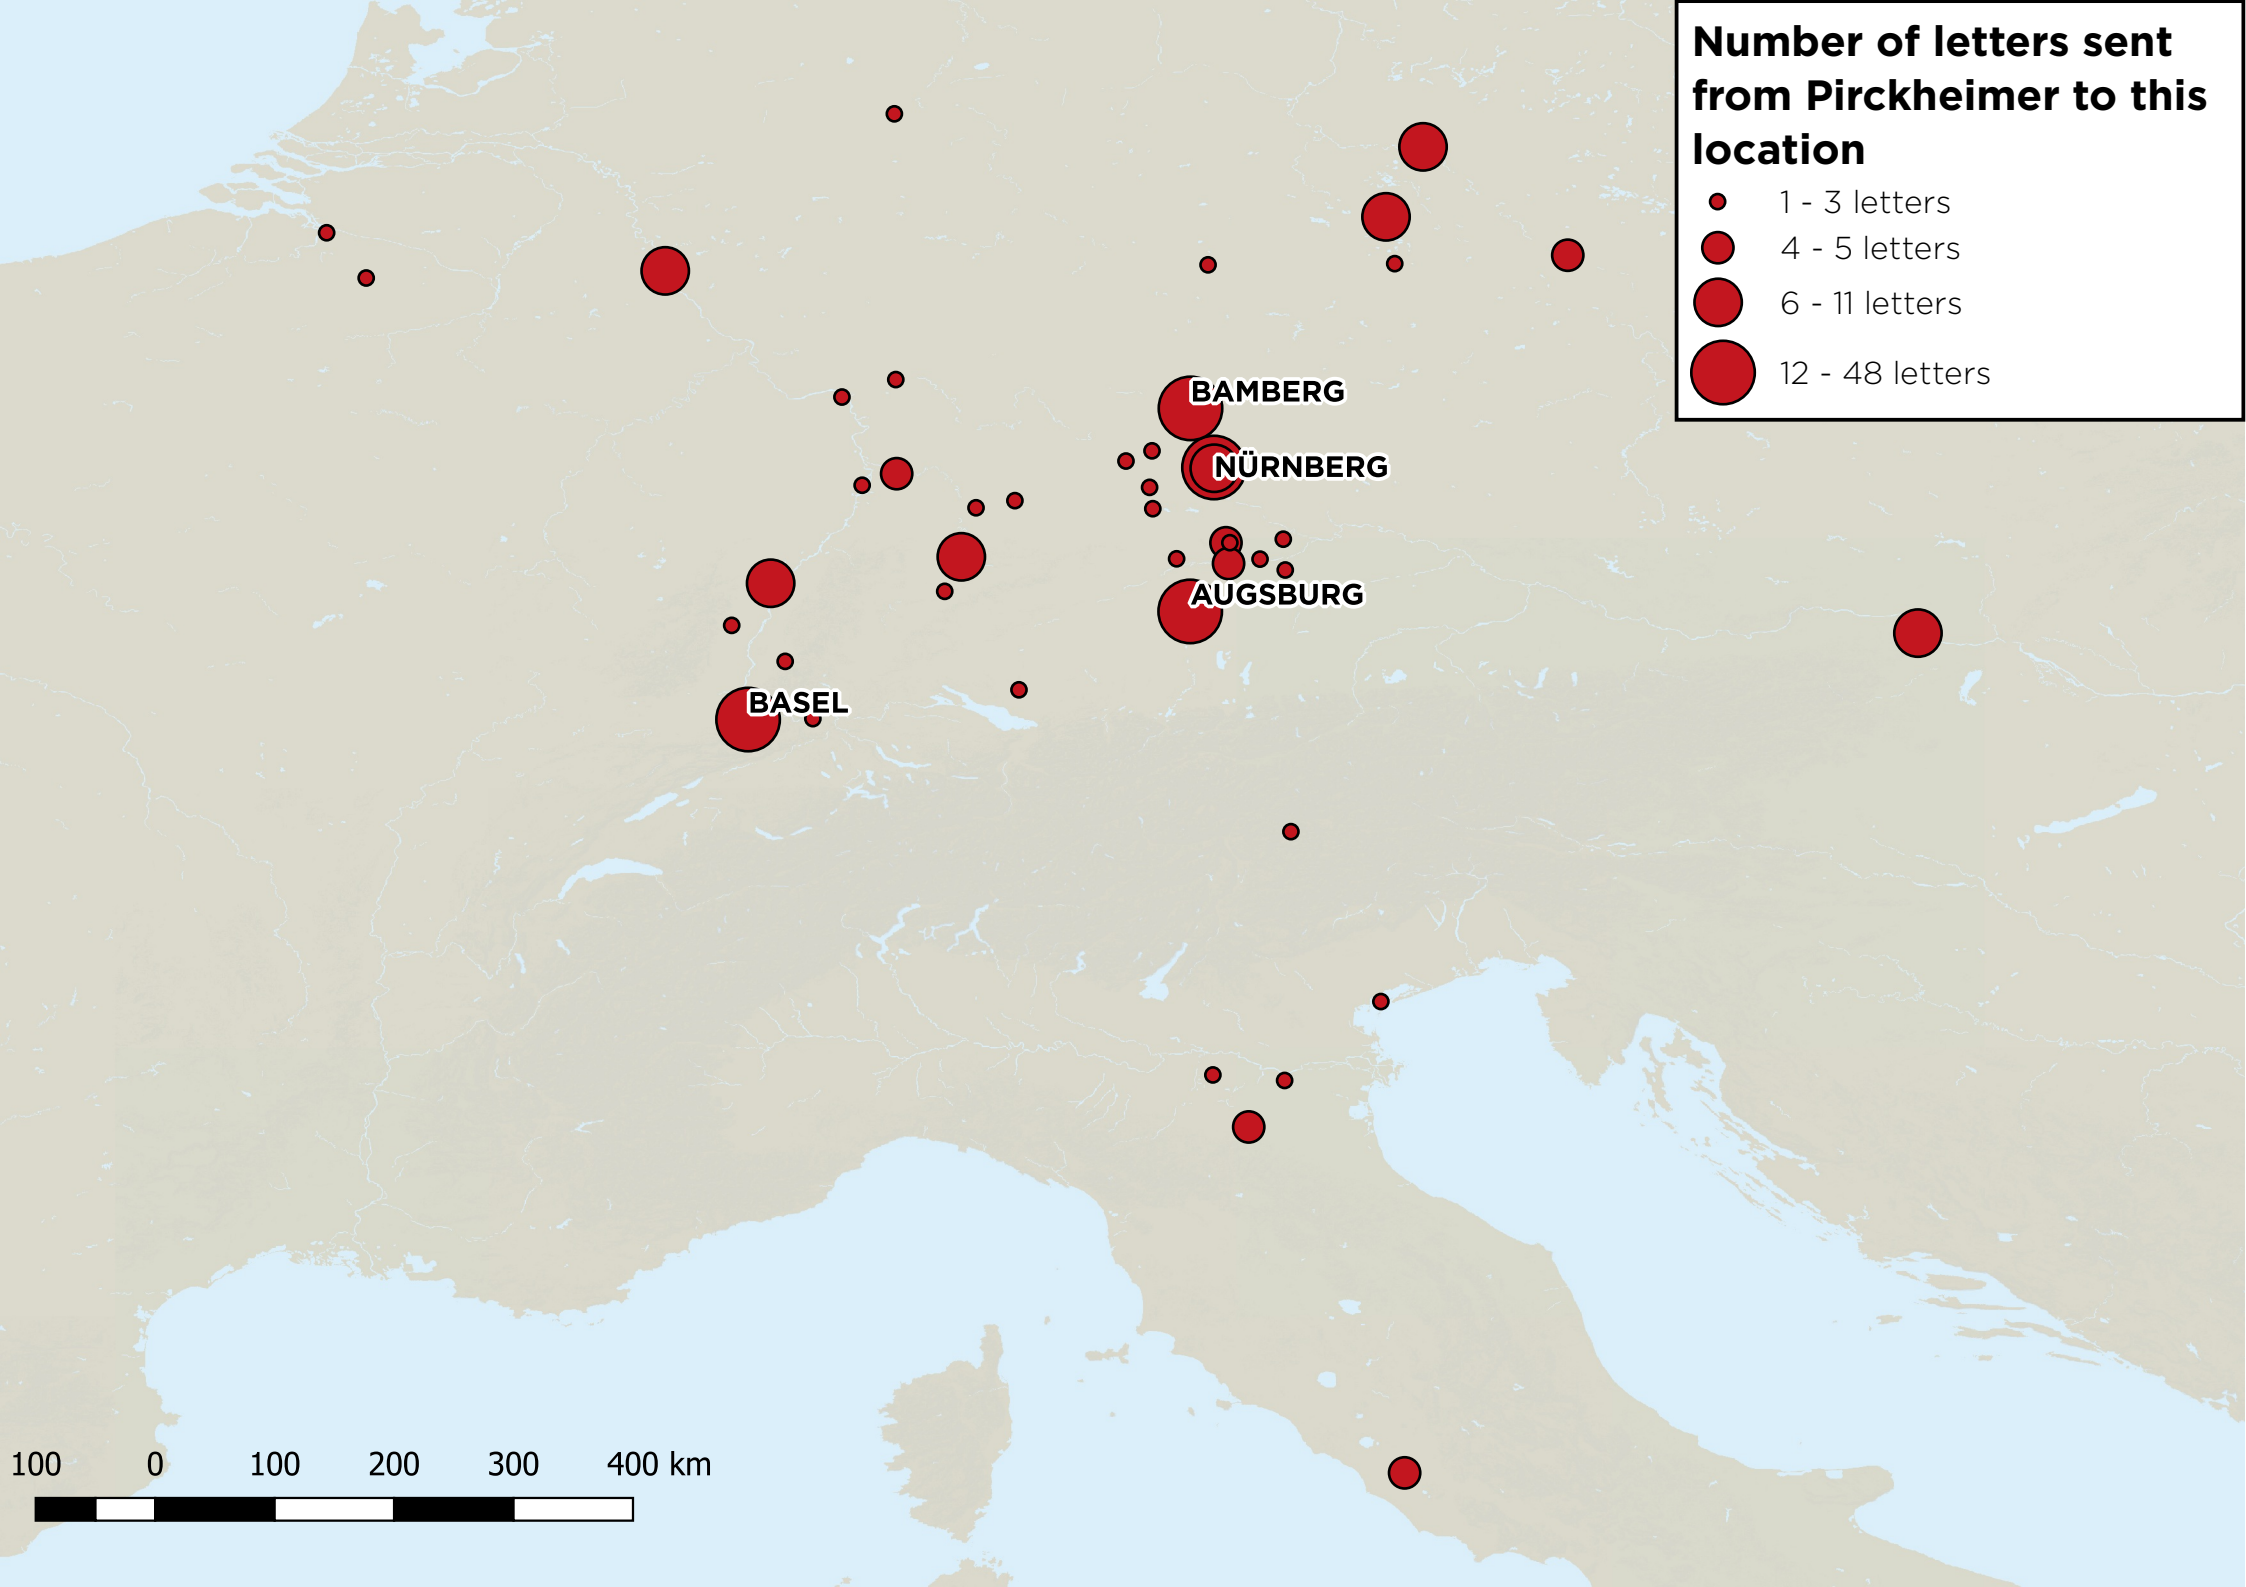 Number of letters sent
from Pirckheimer to this
location
1 - 3 letters
4 - 5 letters
6 - 11 letters
12 - 48 letters
BAMBERG
NÜRNBERG
AUGSBURG
BASEL
100 0 100 200 300 400 km